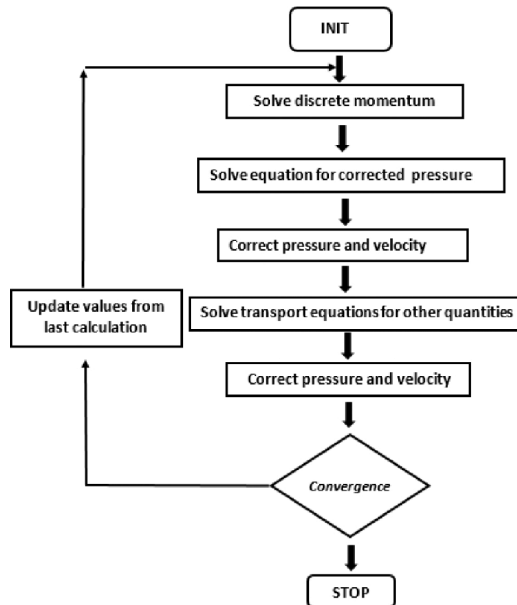 INIT
Solve discrete momentum
Solve equation for corrected pressure
Correct pressure and velocity
Update values from
last calculation
Solve transport equations for other quantities
Correct pressure and velocity
Convergence
STOP